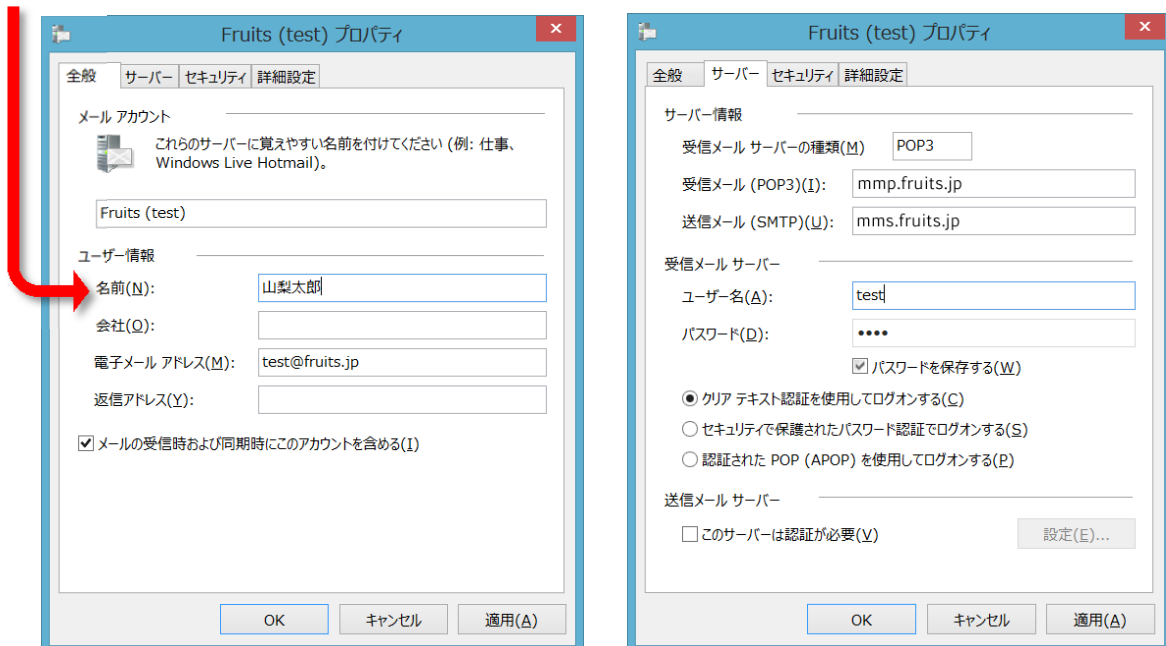 Fruits (test) プロパティ
全般 サーバー セキュリティ 詳細設定
メール アカウント
これらのサーバーに覚えやすい名前を付けてください (例: 仕事、
Windows Live Hotmail)。
Fruits (test)
ユーザー情報
名前(N): 山梨太郎
会社(O):
電子メール アドレス(M): test@fruits.jp
返信アドレス(Y):
メールの受信時および同期時にこのアカウントを含める(I)
OK キャンセル 適用(A)
Fruits (test) プロパティ
全般 サーバー セキュリティ 詳細設定
サーバー情報
受信メール サーバーの種類(M) POP3
受信メール (POP3)(I): mmp.fruits.jp
送信メール (SMTP)(U): mms.fruits.jp
受信メール サーバー
ユーザー名(A): test
パスワード(D): ••••
パスワードを保存する(W)
クリア テキスト認証を使用してログオンする(C)
セキュリティで保護されたパスワード認証でログオンする(S)
認証された POP (APOP) を使用してログオンする(P)
送信メール サーバー
このサーバーは認証が必要(V) 設定(E)...
OK キャンセル 適用(A)